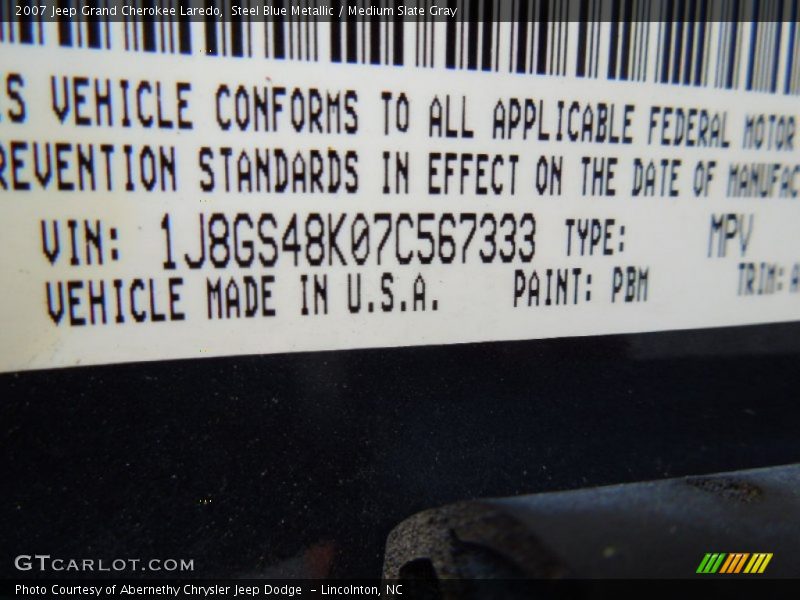 2007 Jeep Grand Cherokee Laredo, Steel Blue Metallic / Medium Slate Gray
VEHICLE CONFORMS TO ALL APPLICABLE FEDERAL MOTOR
STANDARDS IN EFFECT ON THE DATE OF
VIN: 1J8GS48K07C567333 TYPE: MPV
VEHICLE MADE IN U.S.A. PAINT: PBM TRIM:
GTCARLOT.COM
Photo Courtesy of Abernethy Chrysler Jeep Dodge - Lincolnton, NC